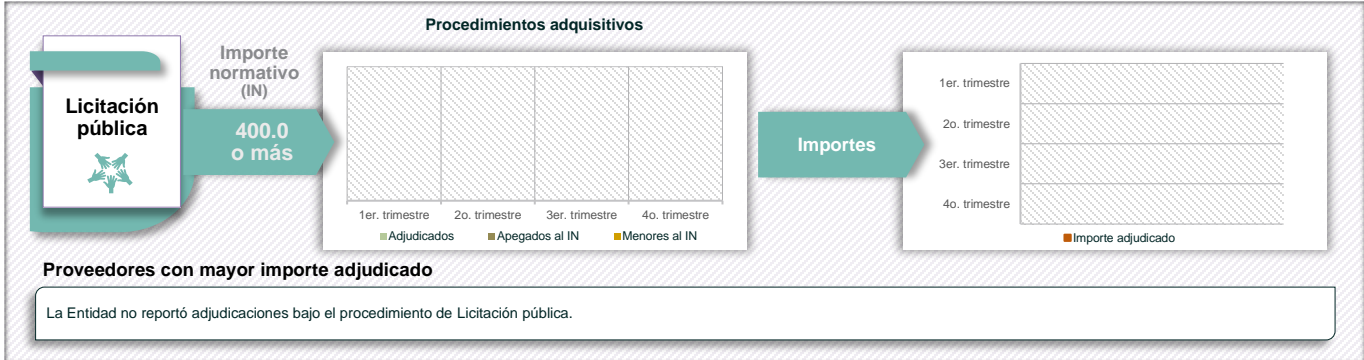 Procedimientos adquisitivos
Importe
normativo
(IN)
Licitación
pública
400.0
o más
1er. trimestre 2o. trimestre 3er. trimestre 4o. trimestre
Adjudicados Apegados al IN Menores al IN
Importes
1er. trimestre
2o. trimestre
3er. trimestre
4o. trimestre
Importe adjudicado
Proveedores con mayor importe adjudicado
La Entidad no reportó adjudicaciones bajo el procedimiento de Licitación pública.